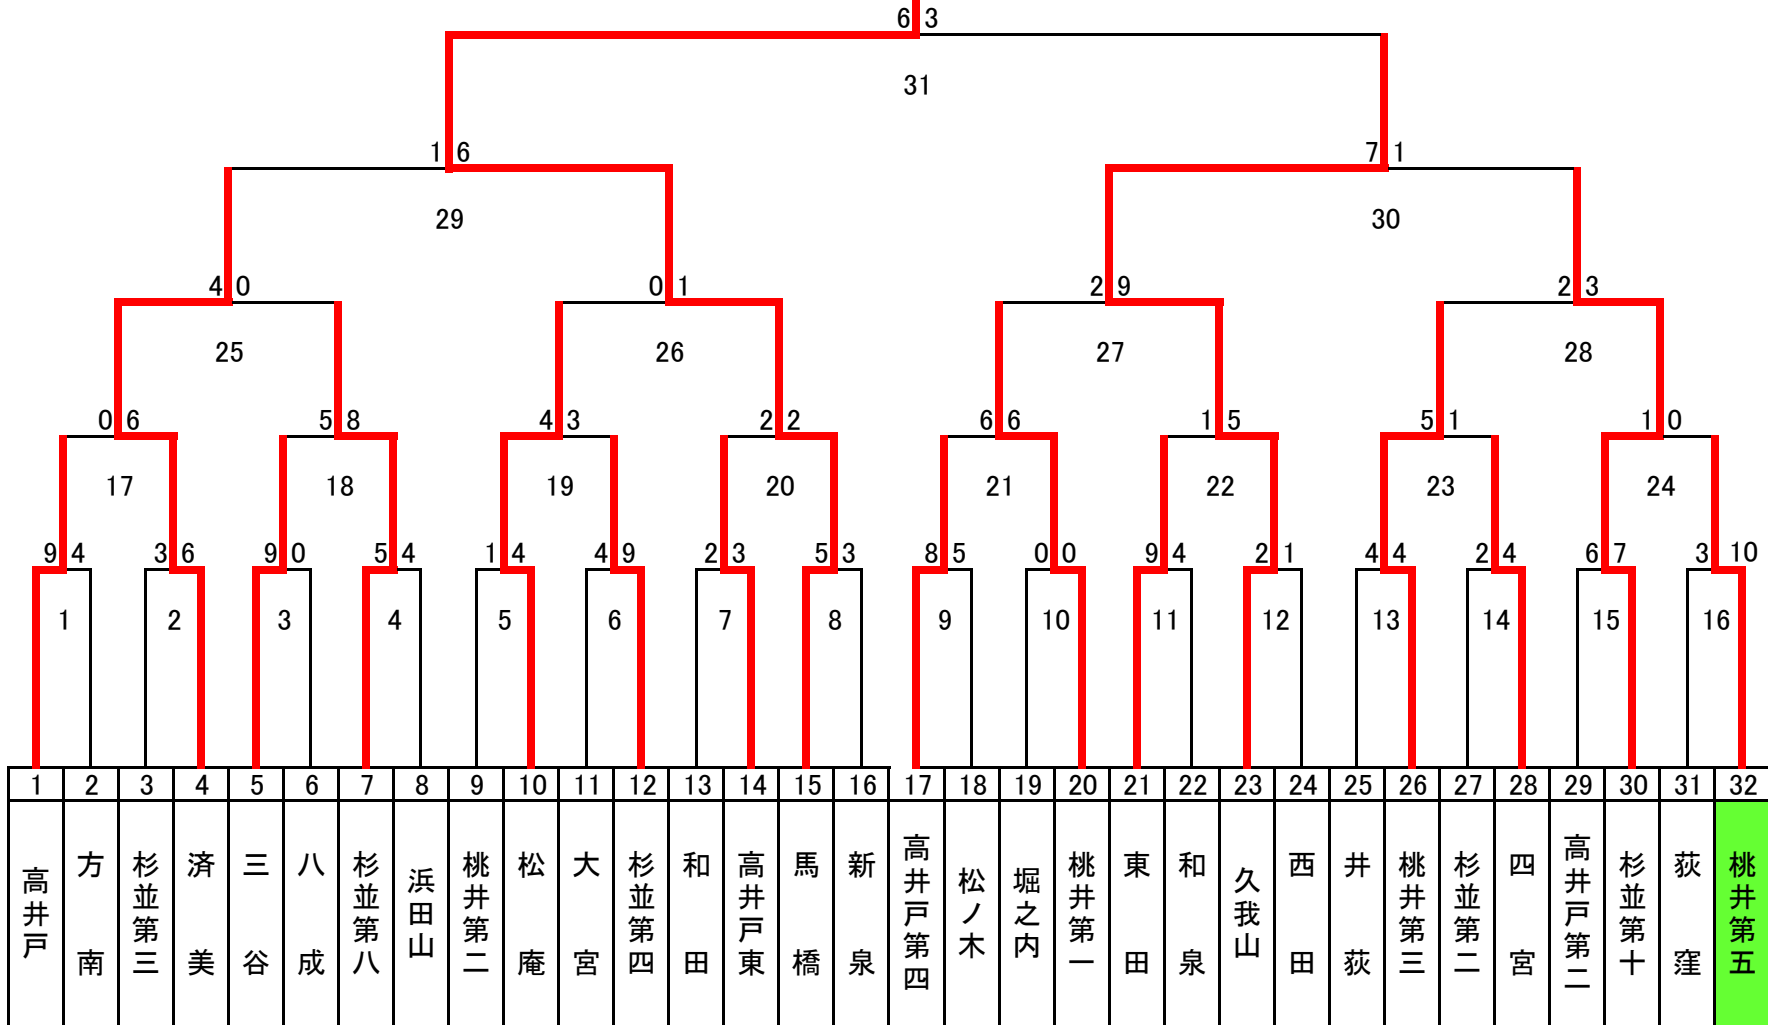 6 3
31
1 6 7 1
29 30
4 0 0 1 2 9 2 3
25 26 27 28
0 6 5 8 4 3 2 2 6 6 1 5 5 1 1 0
17 18 19 20 21 22 23 24
9 4 3 6 9 0 5 4 1 4 4 9 2 3 5 3 8 5 0 0 9 4 2 1 4 4 2 4 6 7 3 10
1 2 3 4 5 6 7 8 9 10 11 12 13 14 15 16
1 2 3 4 5 6 7 8 9 10 11 12 13 14 15 16 17 18 19 20 21 22 23 24 25 26 27 28 29 30 31 32
高井戸
方南
杉並第三
済美
三谷
八成
杉並第八
浜田山
桃井第二
松庵
大宮
杉並第四
和田
高井戸東
馬橋
新泉
高井戸第四
松ノ木
堀之内
桃井第一
東田
和泉
久我山
西田
井荻
桃井第三
杉並第二
四宮
高井戸第二
杉並第十
荻窪
桃井第五